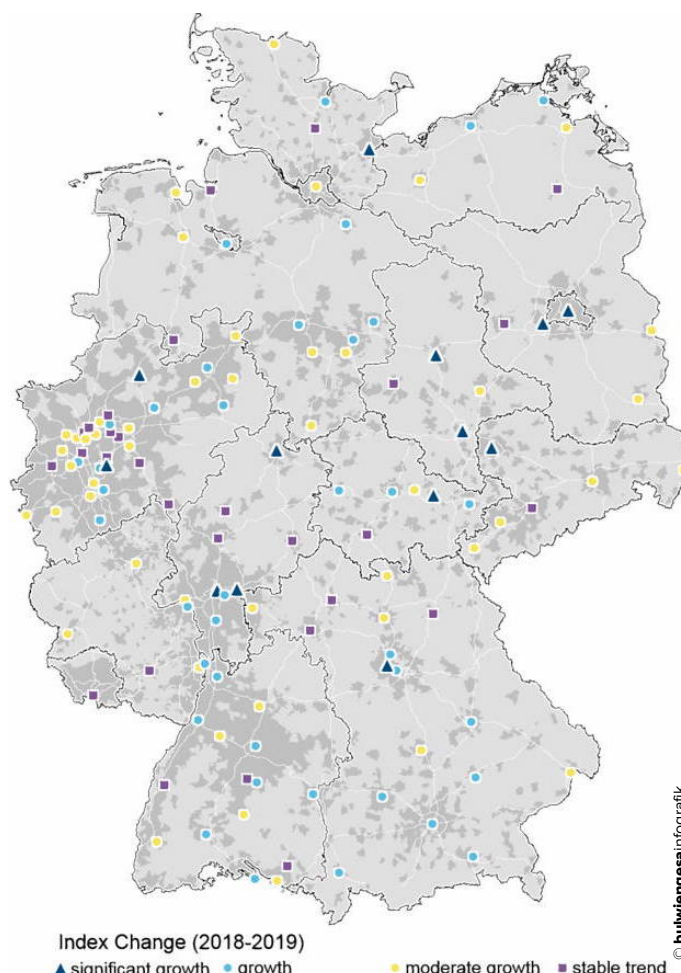 © bulwiengesa infografik
Index Change (2018-2019)
significant growth growth moderate growth stable trend